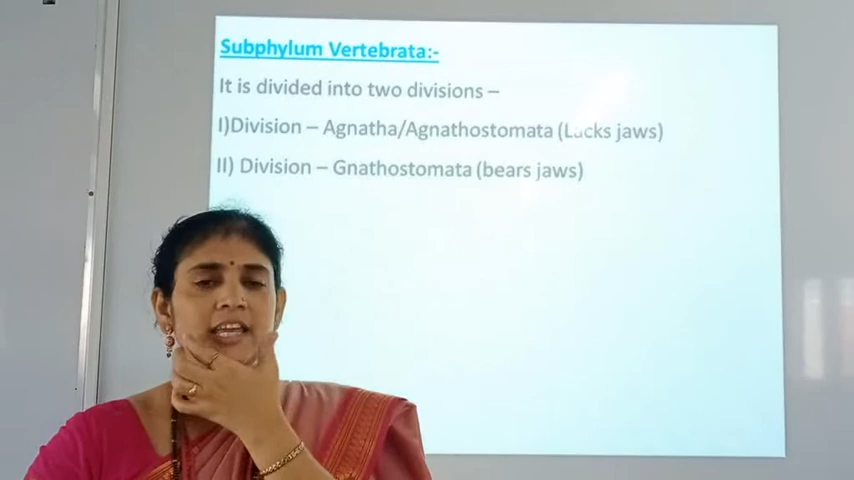 Subphylum Vertebrata:-
It is divided into two divisions –
I)Division – Agnatha/Agnathostomata (Lacks jaws)
II) Division – Gnathostomata (bears jaws)